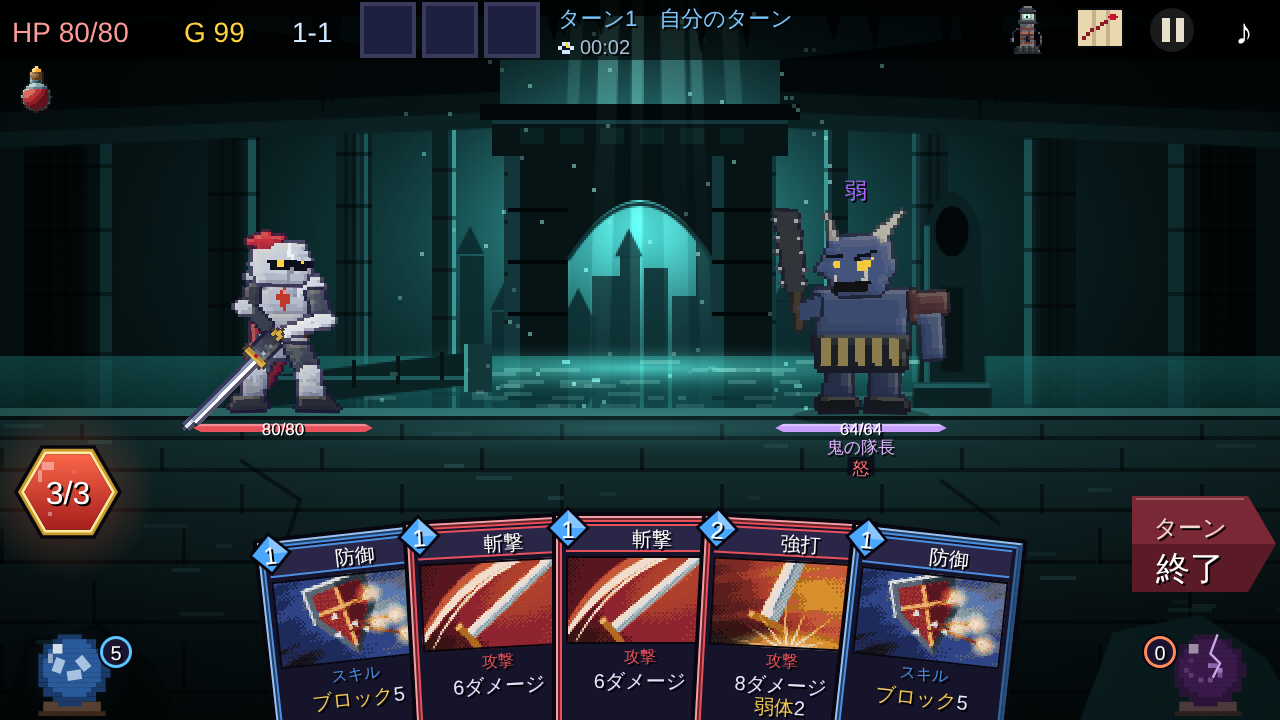 HP 80/80
G 99
1-1
ターン1 自分のターン
00:02
♪
弱
80/80
64/64
鬼の隊長
怒
3/3
ターン
終了
1
防御
スキル
ブロック5
1
斬撃
攻撃
6ダメージ
1
斬撃
攻撃
6ダメージ
2
強打
攻撃
8ダメージ
弱体2
1
防御
スキル
ブロック5
5
0